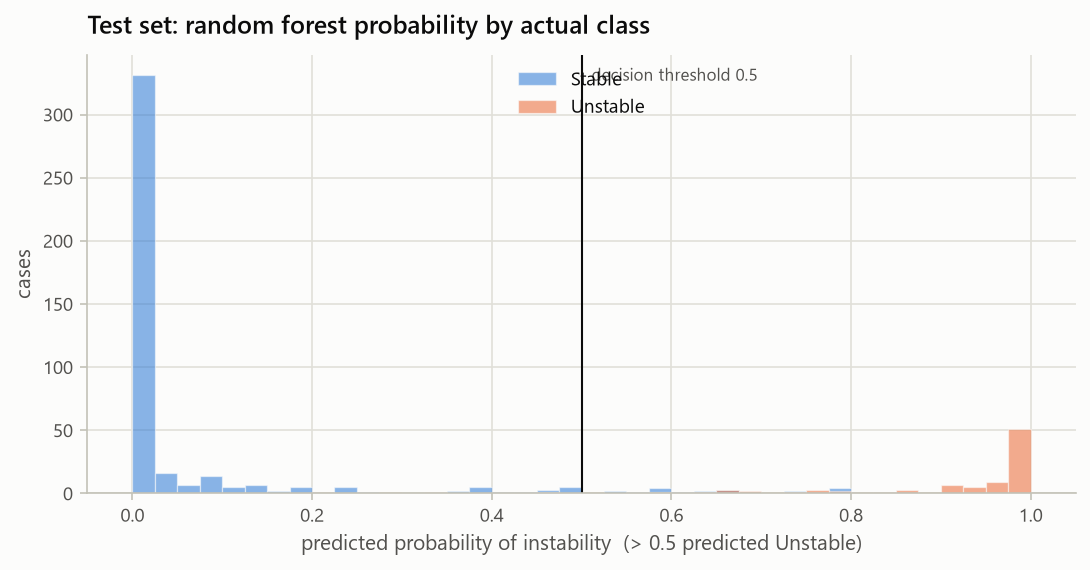 Test set: random forest probability by actual class
Stable
decision threshold 0.5
Unstable
300
250
200
150
100
50
0
cases
0.0
0.2
0.4
0.6
0.8
1.0
predicted probability of instability (> 0.5 predicted Unstable)